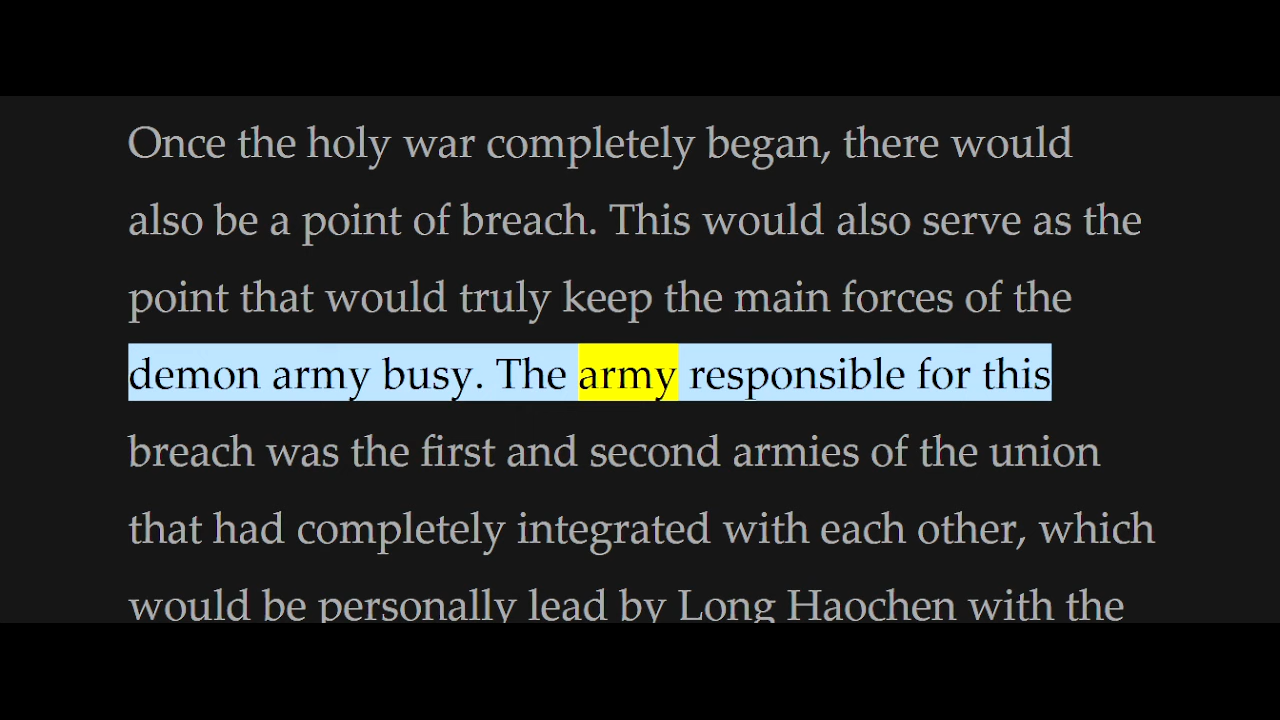 Once the holy war completely began, there would
also be a point of breach. This would also serve as the
point that would truly keep the main forces of the
demon army busy. The army responsible for this
breach was the first and second armies of the union
that had completely integrated with each other, which
would be personally lead by Long Haochen with the